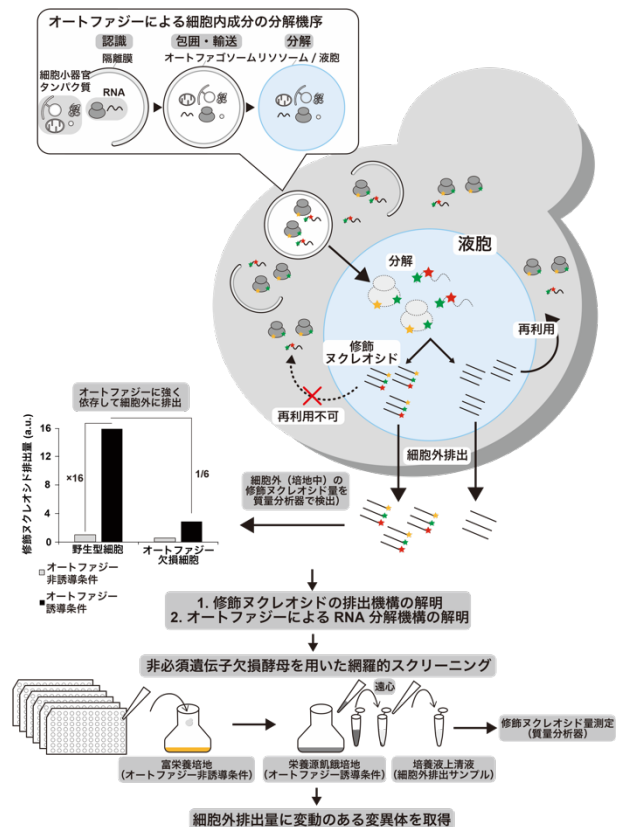 オートファジーによる細胞内成分の分解機序
認識
包囲・輸送
分解
隔離膜
オートファゴソーム
リソソーム / 液胞
細胞小器官
タンパク質
RNA
液胞
分解
再利用
修飾
ヌクレオシド
再利用不可
細胞外排出
オートファジーに強く
依存して細胞外に排出
修飾ヌクレオシド排出量 (a.u.)
16
12
8
4
0
×16
1/6
野生型細胞
オートファジー
欠損細胞
オートファジー
非誘導条件
オートファジー
誘導条件
細胞外（培地中）の
修飾ヌクレオシド量を
質量分析器で検出
1. 修飾ヌクレオシドの排出機構の解明
2. オートファジーによる RNA 分解機構の解明
非必須遺伝子欠損酵母を用いた網羅的スクリーニング
遠心
富栄養培地
（オートファジー非誘導条件）
栄養源飢餓培地
（オートファジー誘導条件）
培養液上清液
（細胞外排出サンプル）
修飾ヌクレオシド量測定
（質量分析器）
細胞外排出量に変動のある変異体を取得